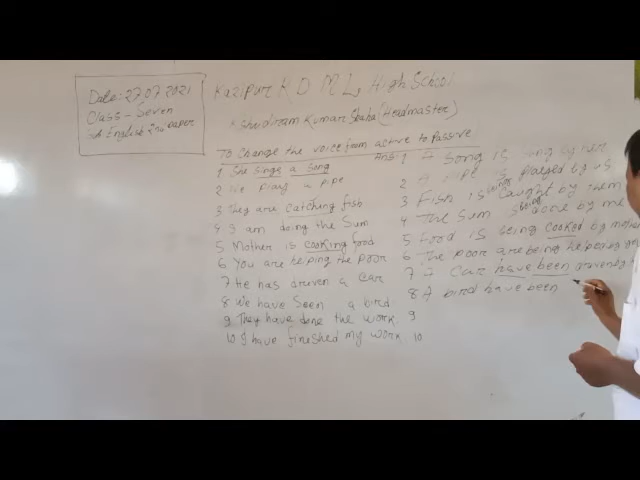 Date: 27.07.2021
Class - Seven
English 2nd paper
Kazipur K D M L High School
Kshudiram Kumar Shaha (Headmaster)
To Change the voice from active to Passive
1 She sings a song
2 We play a pipe
3 They are catching fish
4 I am doing the Sum
5 Mother is cooking food
6 You are helping the poor
7 He has driven a car
8 We have seen a bird
9 They have done the work
10 I have finished my work
Ans 1 A song is sung by her
2 A pipe is played by us
3 Fish is being caught by them
4 The Sum is being done by me
5 Food is being cooked by mother
6 The poor are being helped by you
7 A Car have been driven by
8 A bird have been
9
10